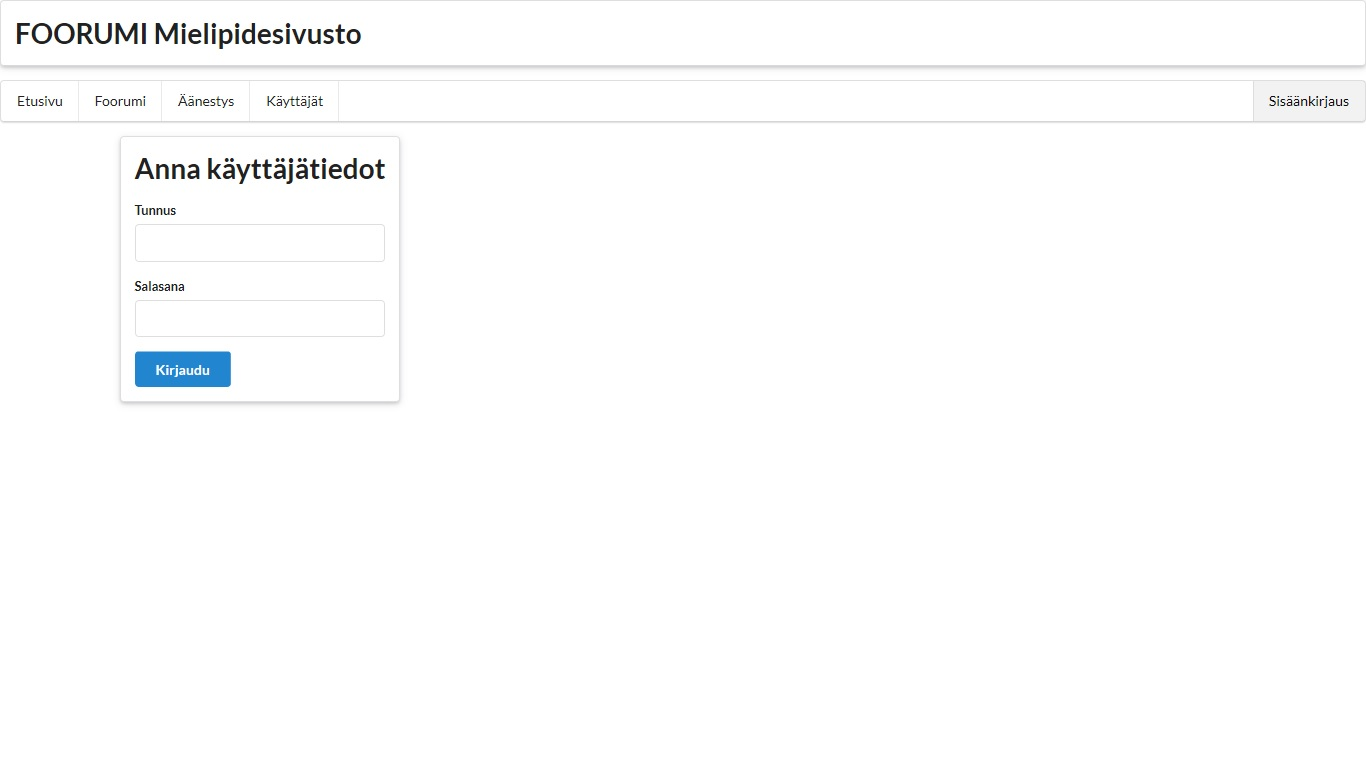 FOORUMI Mielipidesivusto
Etusivu Foorumi Äänestys Käyttäjät Sisäänkirjaus
Anna käyttäjätiedot
Tunnus
Salasana
Kirjaudu